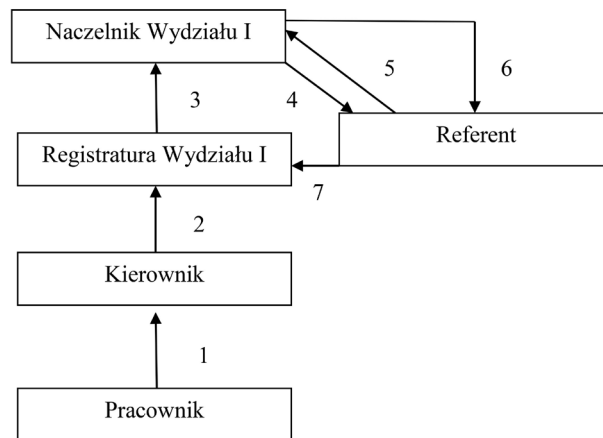 Naczelnik Wydziału I
5
6
3
4
Referent
Registratura Wydziału I
7
2
Kierownik
1
Pracownik